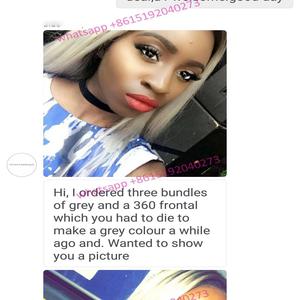 whatsapp +8615192040273
whatsapp +8615192040273
Hi, I ordered three bundles
of grey and a 360 frontal
which you had to die to
make a grey colour a while
ago and. Wanted to show
you a picture
whatsapp +8615192040273